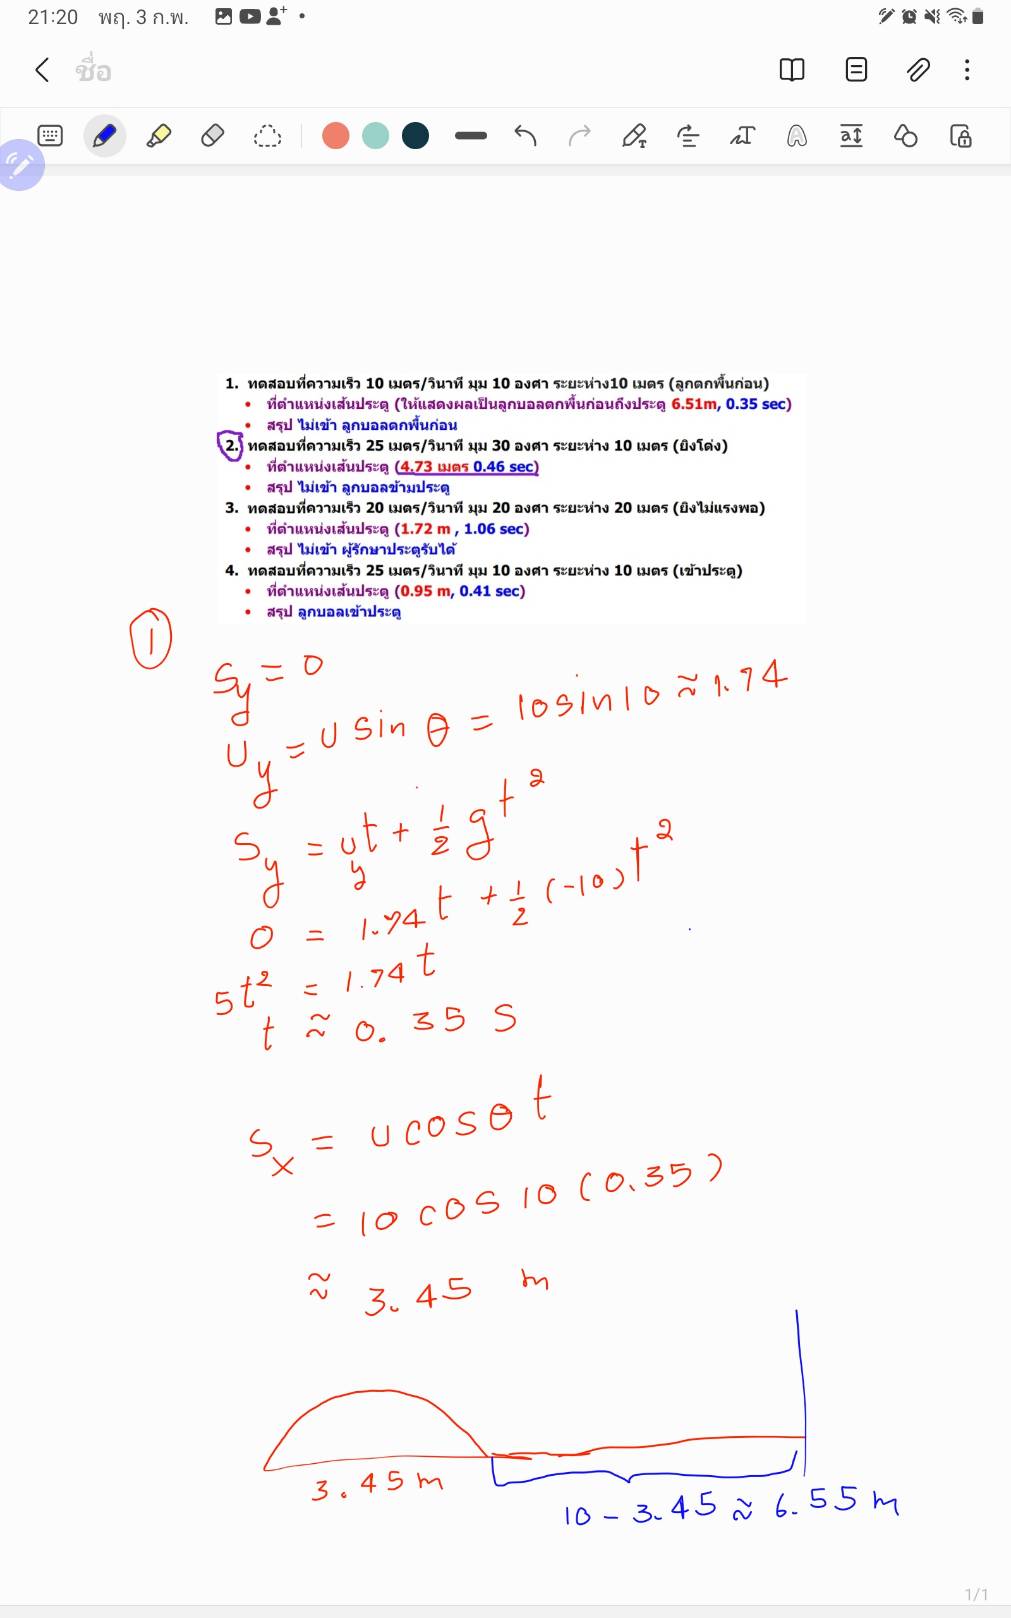 21:20 พฤ. 3 ก.พ.
ชื่อ
1. ทดสอบที่ความเร็ว 10 เมตร/วินาที มุม 10 องศา ระยะห่าง10 เมตร (ลูกตกพื้นก่อน)
• ที่ตำแหน่งเส้นประตู (ให้แสดงผลเป็นลูกบอลตกพื้นก่อนถึงประตู 6.51m, 0.35 sec)
• สรุป ไม่เข้า ลูกบอลตกพื้นก่อน
2. ทดสอบที่ความเร็ว 25 เมตร/วินาที มุม 30 องศา ระยะห่าง 10 เมตร (ยิงโด่ง)
• ที่ตำแหน่งเส้นประตู (4.73 เมตร 0.46 sec)
• สรุป ไม่เข้า ลูกบอลข้ามประตู
3. ทดสอบที่ความเร็ว 20 เมตร/วินาที มุม 20 องศา ระยะห่าง 20 เมตร (ยิงไม่แรงพอ)
• ที่ตำแหน่งเส้นประตู (1.72 m , 1.06 sec)
• สรุป ไม่เข้า ผู้รักษาประตูรับได้
4. ทดสอบที่ความเร็ว 25 เมตร/วินาที มุม 10 องศา ระยะห่าง 10 เมตร (เข้าประตู)
• ที่ตำแหน่งเส้นประตู (0.95 m, 0.41 sec)
• สรุป ลูกบอลเข้าประตู
①
Sy = 0
Uy = U sin θ = 10 sin 10 ≈ 1.74
Sy = uyt + 1/2 gt²
0 = 1.74t + 1/2 (-10) t²
5t² = 1.74t
t ≈ 0.35 S
Sx = u cos θ t
= 10 cos 10 (0.35)
≈ 3.45 m
3.45 m
10 - 3.45 ≈ 6.55 m
1/1